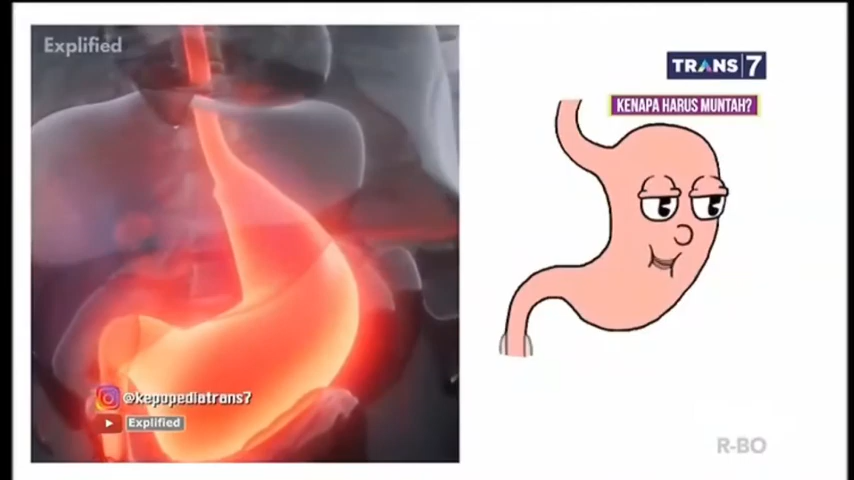 Explified
TRANS|7
KENAPA HARUS MUNTAH?
@kepopediatrans7
Explified
R-BO